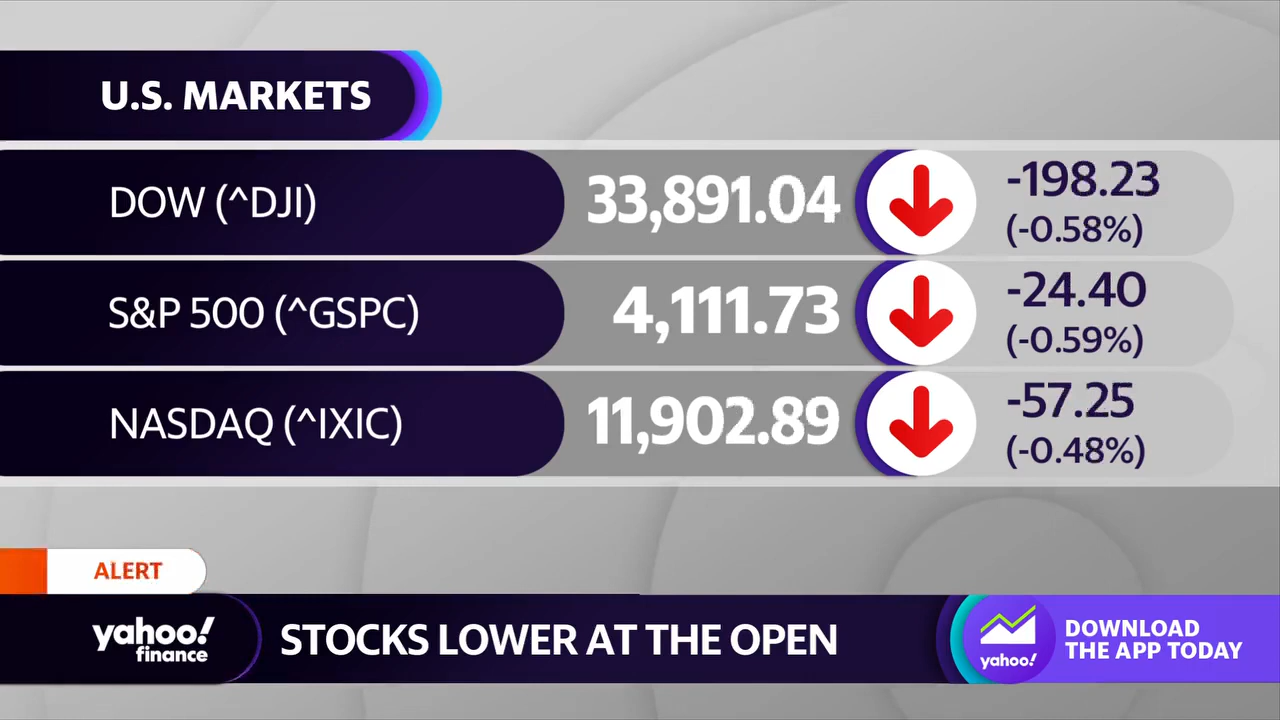 U.S. MARKETS
DOW (^DJI)
33,891.04
-198.23
(-0.58%)
S&P 500 (^GSPC)
4,111.73
-24.40
(-0.59%)
NASDAQ (^IXIC)
11,902.89
-57.25
(-0.48%)
ALERT
yahoo!
finance
STOCKS LOWER AT THE OPEN
yahoo!
DOWNLOAD
THE APP TODAY